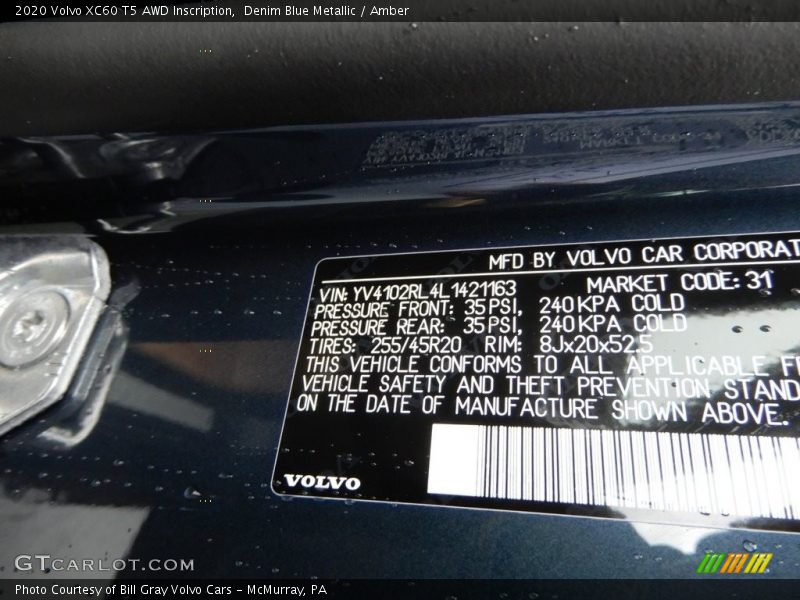 2020 Volvo XC60 T5 AWD Inscription, Denim Blue Metallic / Amber
MFD BY VOLVO CAR CORPORAT
VIN: YV4102RL4L1421163 MARKET CODE: 31
PRESSURE FRONT: 35 PSI, 240 KPA COLD
PRESSURE REAR: 35 PSI, 240 KPA COLD
TIRES: 255/45R20 RIM: 8Jx20x52.5
THIS VEHICLE CONFORMS TO ALL APPLICABLE FE
VEHICLE SAFETY AND THEFT PREVENTION STAND
ON THE DATE OF MANUFACTURE SHOWN ABOVE.
VOLVO
GTCARLOT.COM
Photo Courtesy of Bill Gray Volvo Cars – McMurray, PA